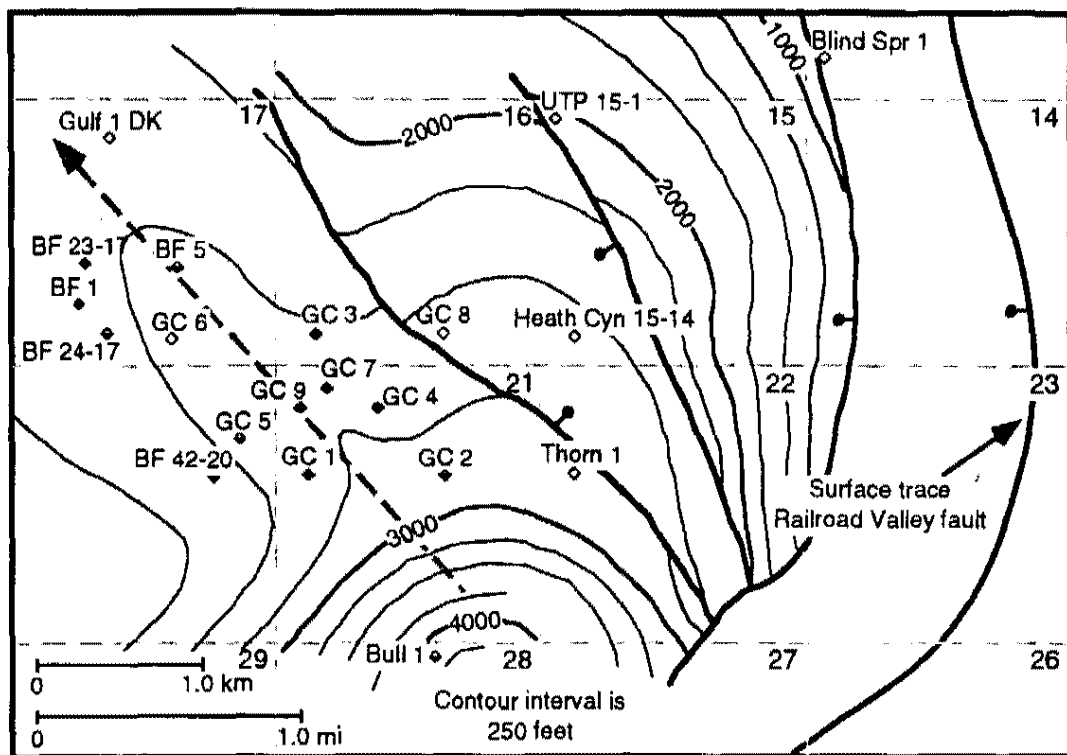 Blind Spr 1
1000
17
2000
16
UTP 15-1
15
14
Gulf 1 DK
2000
BF 23-17
BF 5
BF 1
GC 6
GC 3
GC 8
Heath Cyn 15-14
BF 24-17
GC 7
21
22
23
GC 9
GC 4
GC 5
BF 42-20
GC 1
GC 2
Thorn 1
Surface trace
Railroad Valley fault
3000
4000
29
Bull 1
28
27
26
0
1.0 km
Contour interval is
250 feet
0
1.0 mi